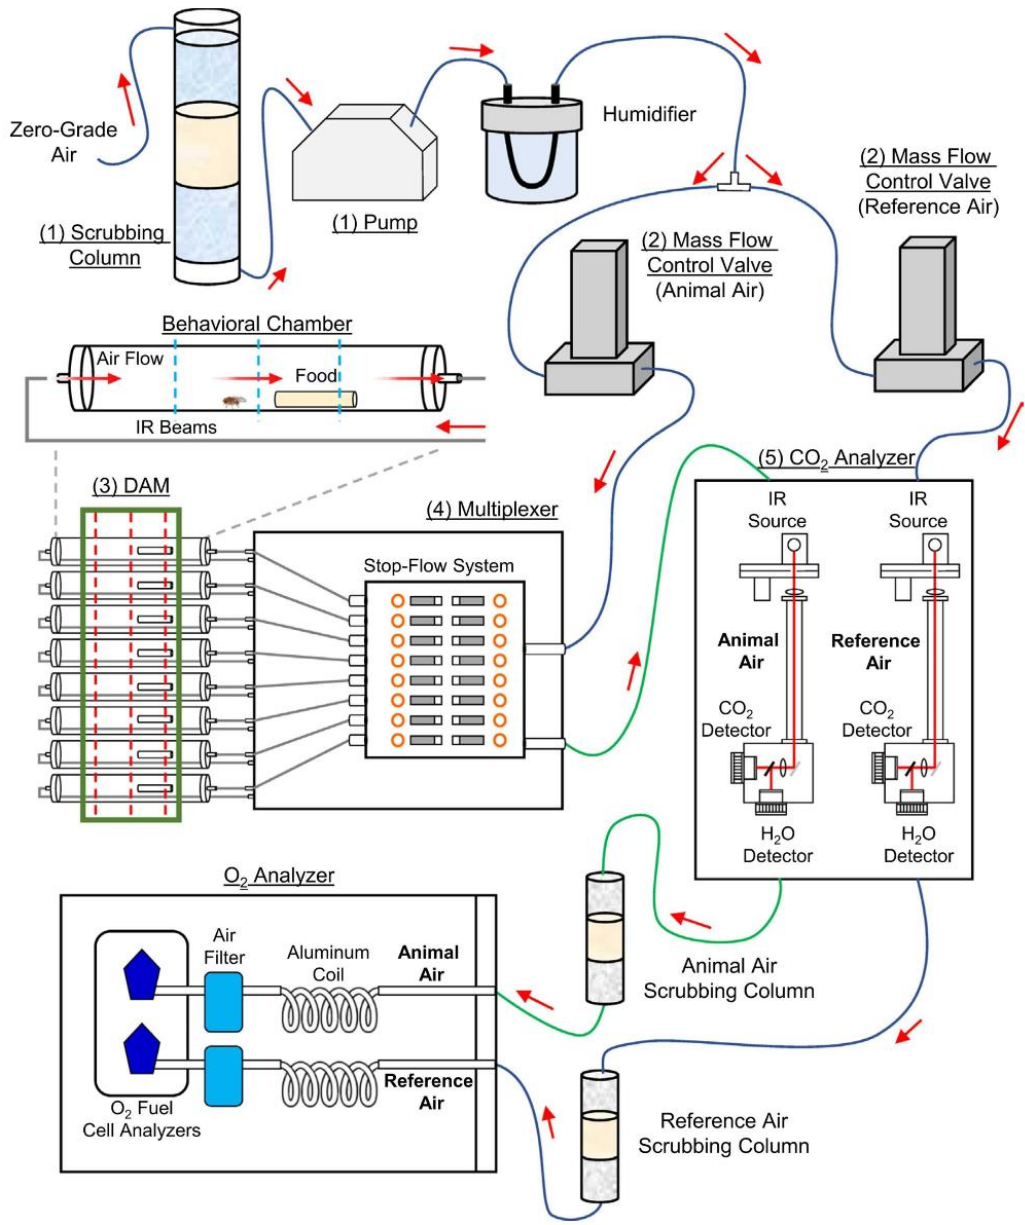 Zero-Grade
Air
(1) Scrubbing
Column
(1) Pump
Humidifier
(2) Mass Flow
Control Valve
(Animal Air)
(2) Mass Flow
Control Valve
(Reference Air)
Behavioral Chamber
Air Flow
Food
IR Beams
(3) DAM
(4) Multiplexer
Stop-Flow System
(5) CO2 Analyzer
IR
Source
IR
Source
Animal
Air
Reference
Air
CO2
Detector
CO2
Detector
H2O
Detector
H2O
Detector
O2 Analyzer
Air
Filter
Aluminum
Coil
Animal
Air
Reference
Air
O2 Fuel
Cell Analyzers
Animal Air
Scrubbing Column
Reference Air
Scrubbing Column